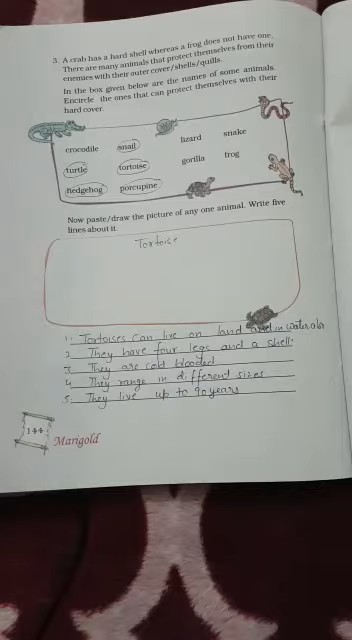 3. A crab has a hard shell whereas a frog does not have one.
There are many animals that protect themselves from their
enemies with their outer cover/shells/quills.
In the box given below are the names of some animals.
Encircle the ones that can protect themselves with their
hard cover.
crocodile snail lizard snake
turtle tortoise gorilla frog
hedgehog porcupine
Now paste/draw the picture of any one animal. Write five
lines about it.
Tortoise
1. Tortoises can live on land and in water also
2. They have four legs and a shell.
3. They are cold blooded
4. They range in different sizes
5. They live up to 90 years
144
Marigold